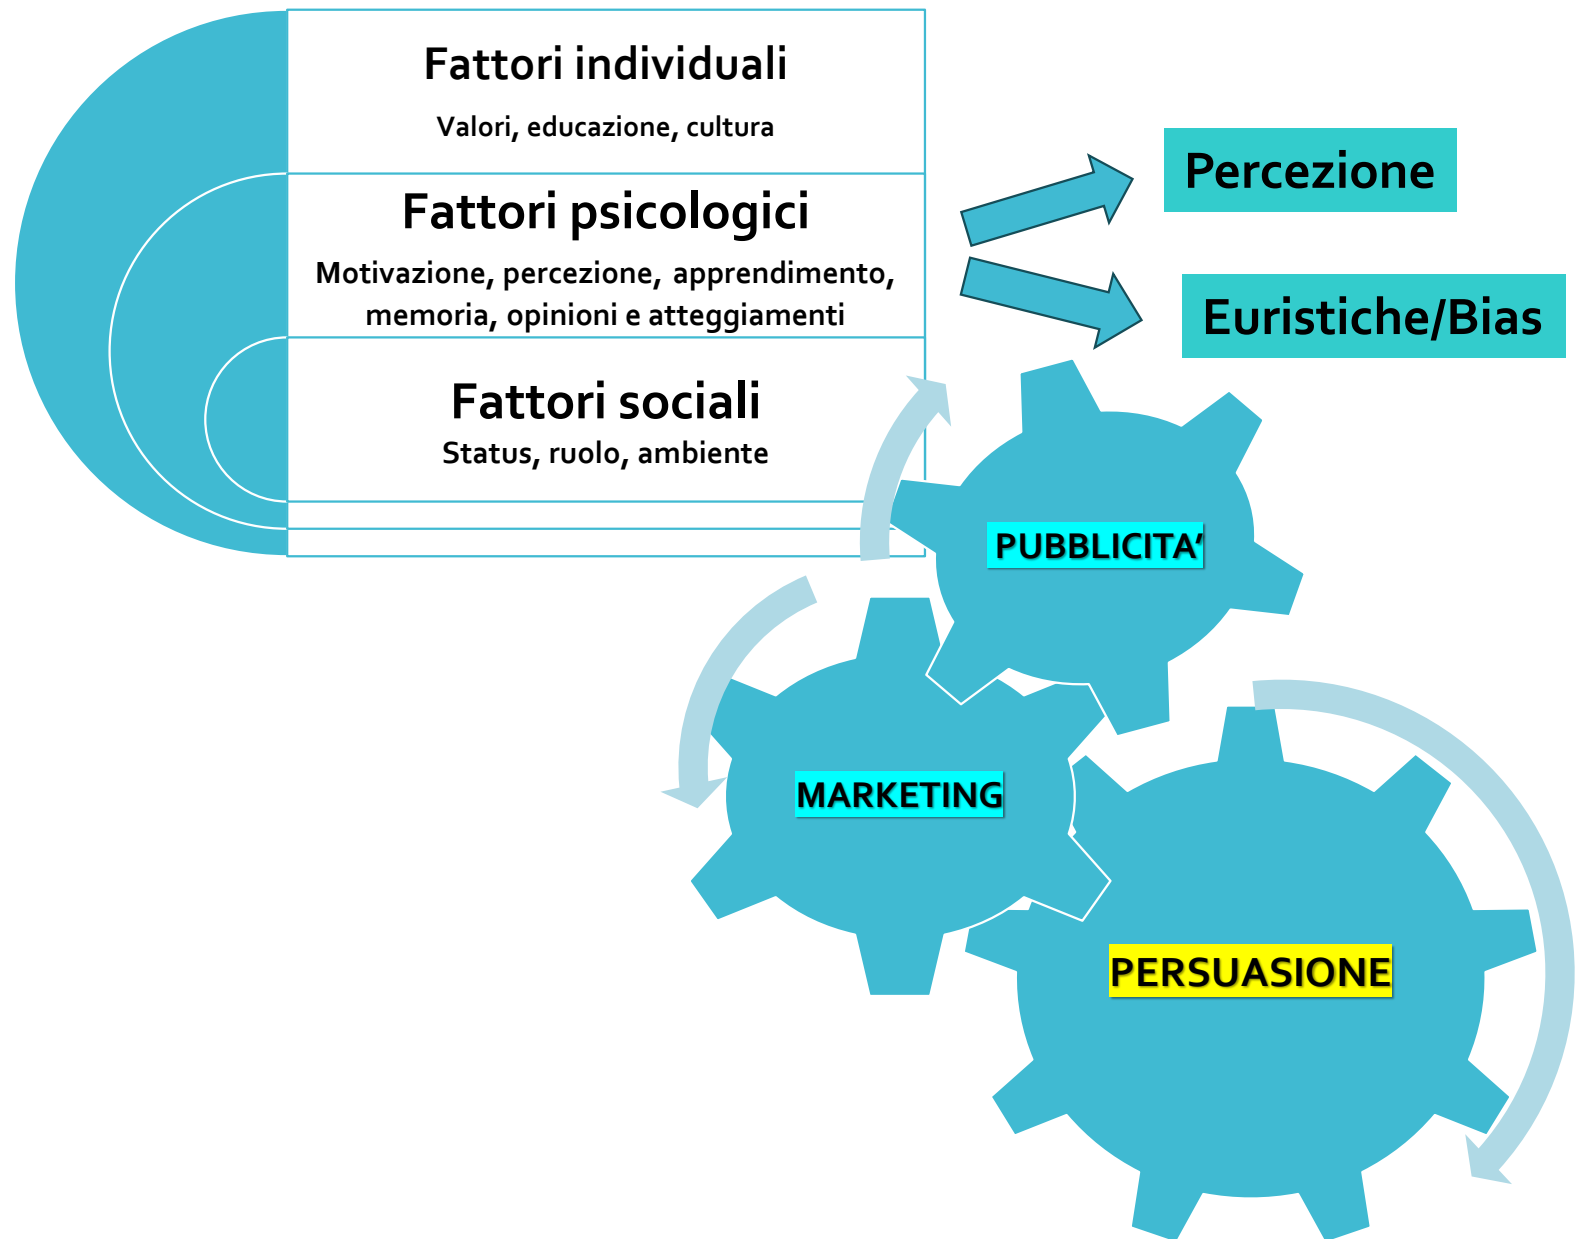 Fattori individuali
Valori, educazione, cultura
Fattori psicologici
Motivazione, percezione, apprendimento,
memoria, opinioni e atteggiamenti
Fattori sociali
Status, ruolo, ambiente
Percezione
Euristiche/Bias
PUBBLICITA’
MARKETING
PERSUASIONE